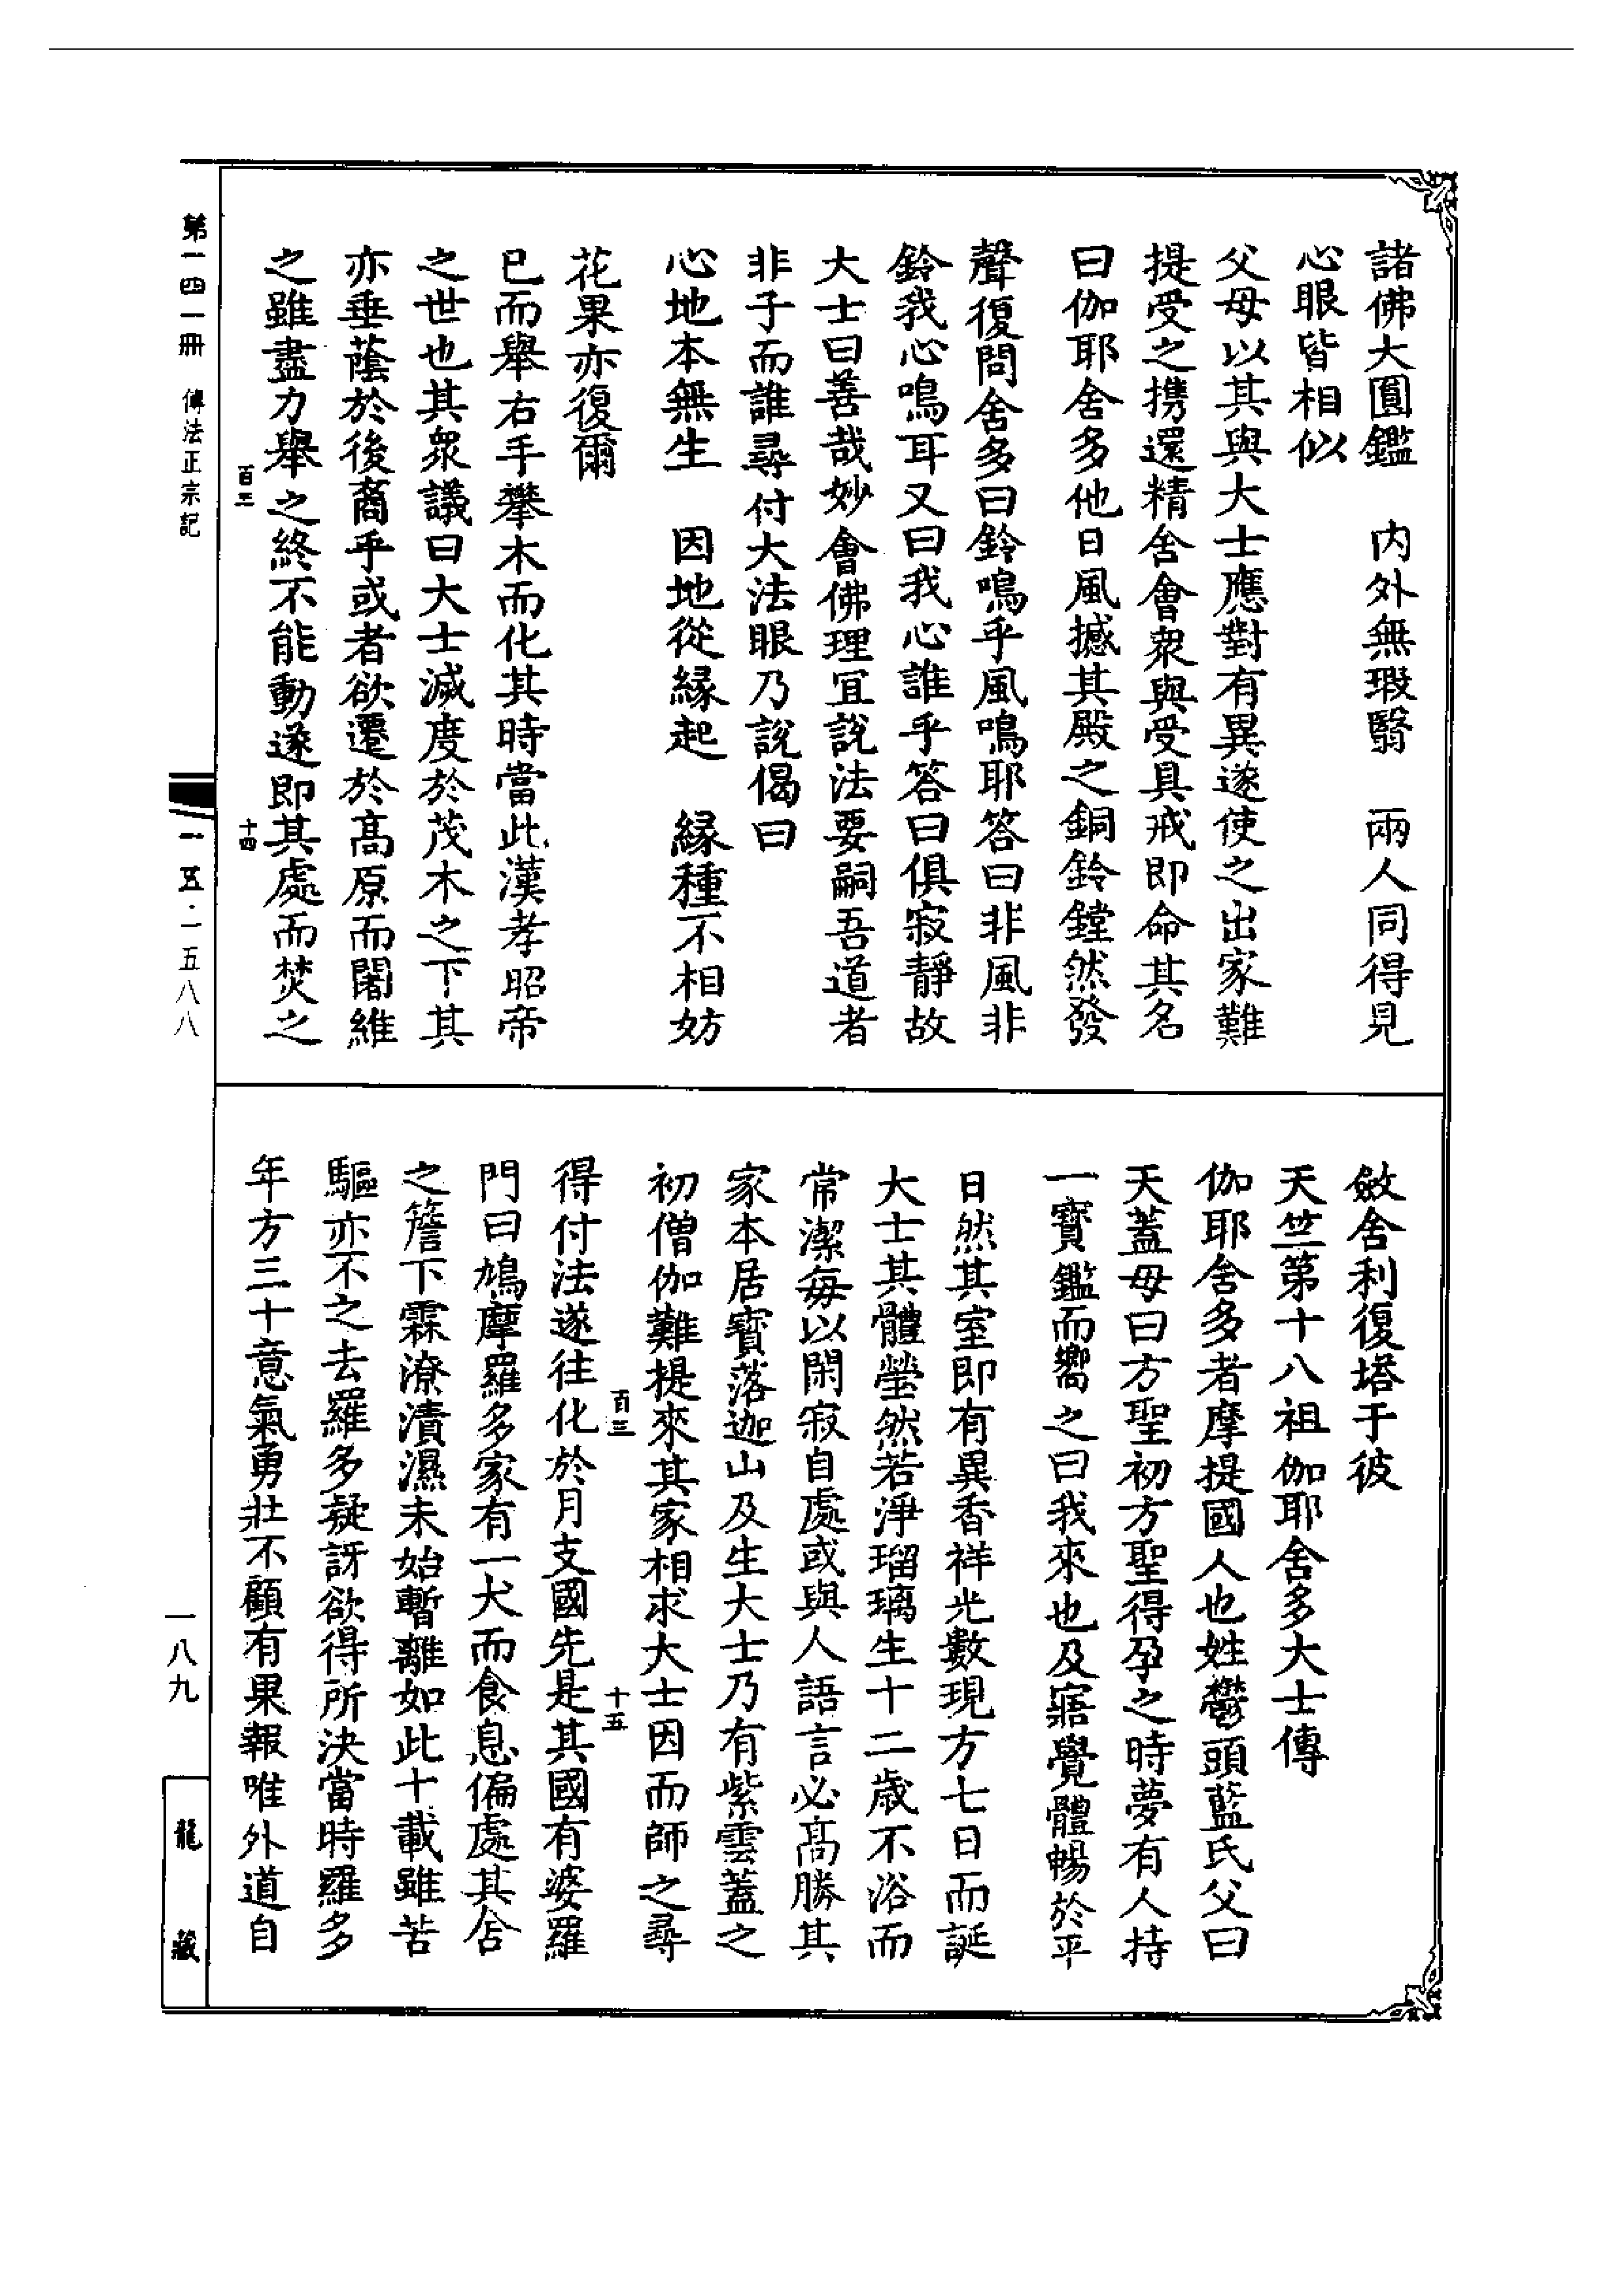 諸佛大圓鑑　內外無瑕翳　兩人同得見
心眼皆相似
父母以其與大士應對有異遂使之出家難
提受之携還精舍會衆與受具戒即命其名
曰伽耶舍多他日風撼其殿之銅鈴鏜然發
聲復問舍多曰鈴鳴乎風鳴耶答曰非風非
鈴我心鳴耳又曰我心誰乎答曰俱寂靜故
大士曰善哉妙會佛理宜說法要嗣吾道者
非子而誰尋付大法眼乃說偈曰
心地本無生　因地從緣起　緣種不相妨
花果亦復爾
已而舉右手攀木而化其時當此漢孝昭帝
之世也其衆議曰大士滅度於茂木之下其
亦垂蔭於後裔乎或者欲遷於高原而闍維
之雖盡力舉之終不能動遂即其處而焚之
百三
十四
斂舍利復塔于彼
天竺第十八祖伽耶舍多大士傳
伽耶舍多者摩提國人也姓鬱頭藍氏父曰
天蓋母曰方聖初方聖得孕之時夢有人持
一寶鑑而嚮之曰我來也及寤覺體暢於平
日然其室即有異香祥光數現方七日而誕
大士其體瑩然若淨瑠璃生十二歲不浴而
常潔每以閑寂自處或與人語言必高勝其
家本居寶落迦山及生大士乃有紫雲蓋之
初僧伽難提來其家相求大士因而師之尋
百三
十五
得付法遂往化於月支國先是其國有婆羅
門曰鳩摩羅多家有一犬而食息偏處其舍
之簷下霖潦漬濕未始暫離如此十載雖苦
驅亦不之去羅多疑訝欲得所決當時羅多
年方三十意氣勇壯不顧有果報唯外道自
第一四一冊　傳法正宗記
一五·一五八八
一八九
龍藏